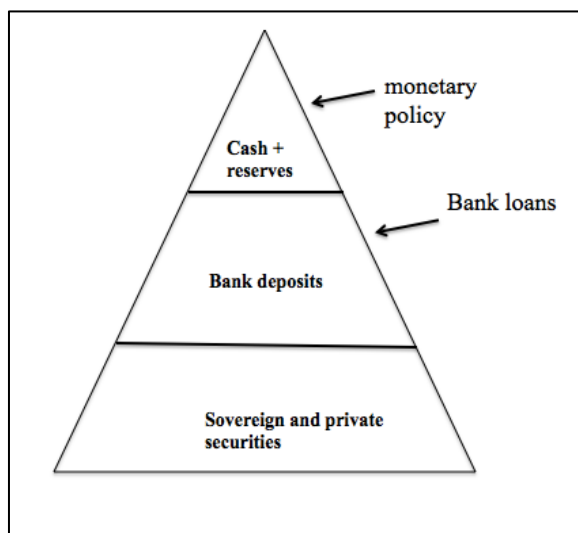 monetary
policy
Cash +
reserves
Bank loans
Bank deposits
Sovereign and private
securities